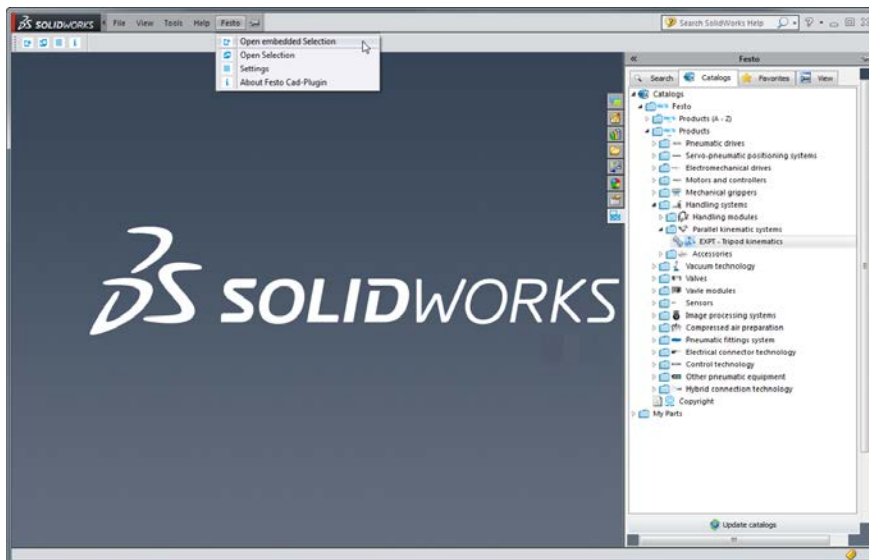 SOLIDWORKS File View Tools Help Festo Search SolidWorks Help
Open embedded Selection
Open Selection
Settings
About Festo Cad-Plugin
Festo
Search Catalogs Favorites View
Catalogs
Festo
Products (A - Z)
Products
Pneumatic drives
Servo-pneumatic positioning systems
Electromechanical drives
Motors and controllers
Mechanical grippers
Handling systems
Handling modules
Parallel kinematic systems
EXPT - Tripod kinematics
Accessories
Vacuum technology
Valves
Vavle modules
Sensors
Image processing systems
Compressed air preparation
Pneumatic fittings system
Electrical connector technology
Control technology
Other pneumatic equipment
Hybrid connection technology
Copyright
My Parts
SOLIDWORKS
Update catalogs